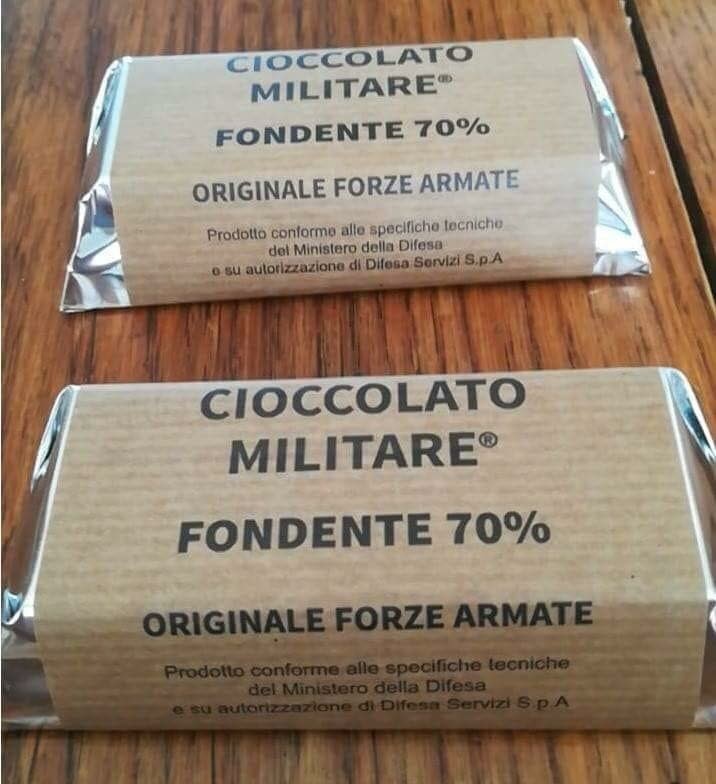 CIOCCOLATO
MILITARE®
FONDENTE 70%
ORIGINALE FORZE ARMATE
Prodotto conforme alle specifiche tecniche
del Ministero della Difesa
e su autorizzazione di Difesa Servizi S.p.A
CIOCCOLATO
MILITARE®
FONDENTE 70%
ORIGINALE FORZE ARMATE
Prodotto conforme alle specifiche tecniche
del Ministero della Difesa
e su autorizzazione di Difesa Servizi S.p.A